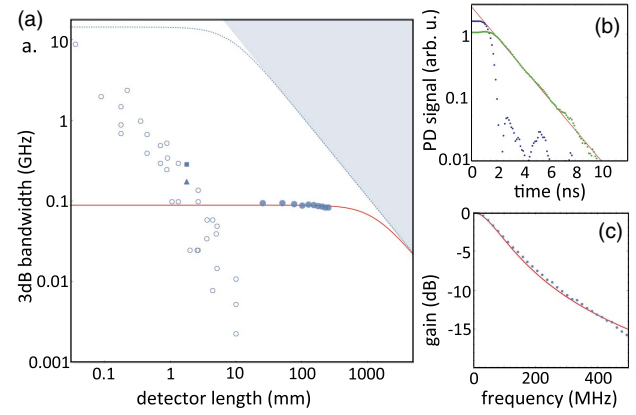 (a)
a.
10
1
0.1
0.01
0.001
3dB bandwidth (GHz)
0.1
1
10
100
1000
detector length (mm)
(b)
1
0.1
0.01
PD signal (arb. u.)
0 2 4 6 8 10
time (ns)
(c)
0
-5
-10
-15
gain (dB)
0 200 400
frequency (MHz)